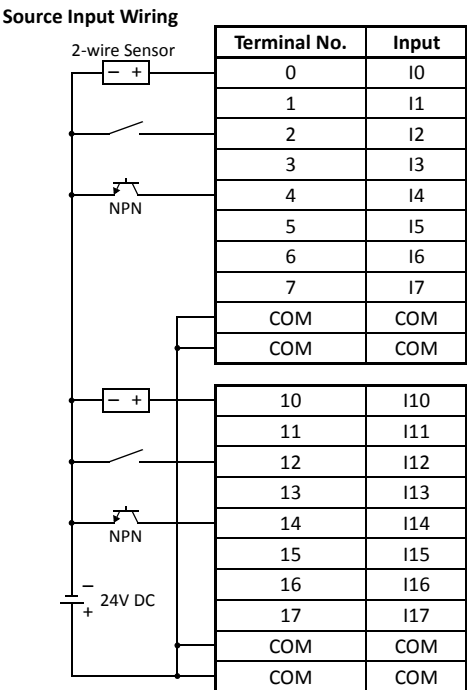 Source Input Wiring
2-wire Sensor
Terminal No. Input
− + 0 I0
1 I1
2 I2
3 I3
4 I4
NPN
5 I5
6 I6
7 I7
COM COM
COM COM
− + 10 I10
11 I11
12 I12
13 I13
14 I14
NPN
15 I15
16 I16
−
24V DC
+
17 I17
COM COM
COM COM